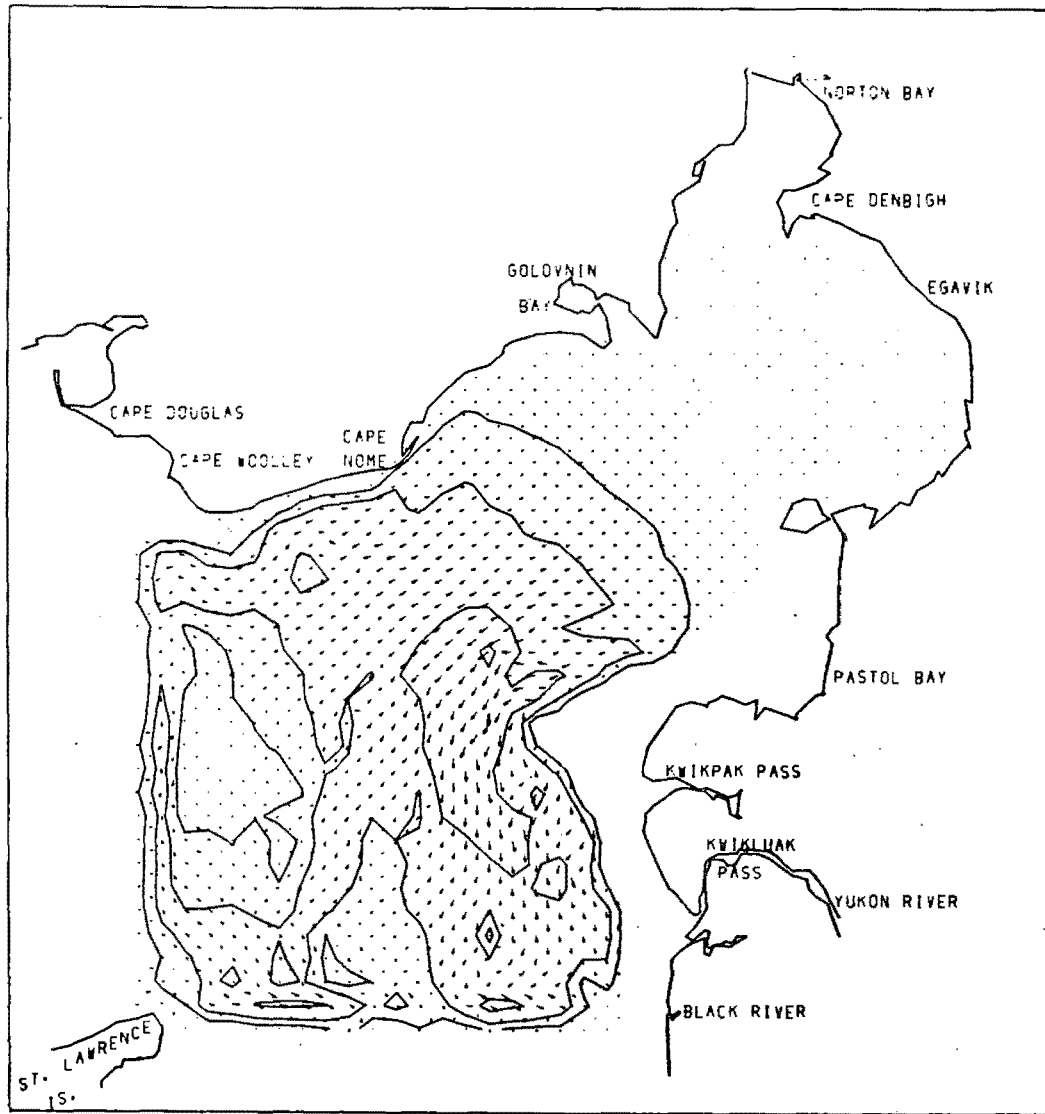 NORTON BAY
CAPE DENBIGH
GOLOVNIN
BAY
EGAVIK
CAPE DOUGLAS
CAPE
NOME
CAPE WOOLLEY
PASTOL BAY
KWIKPAK PASS
KWIKLUAK
PASS
YUKON RIVER
BLACK RIVER
ST. LAWRENCE
IS.